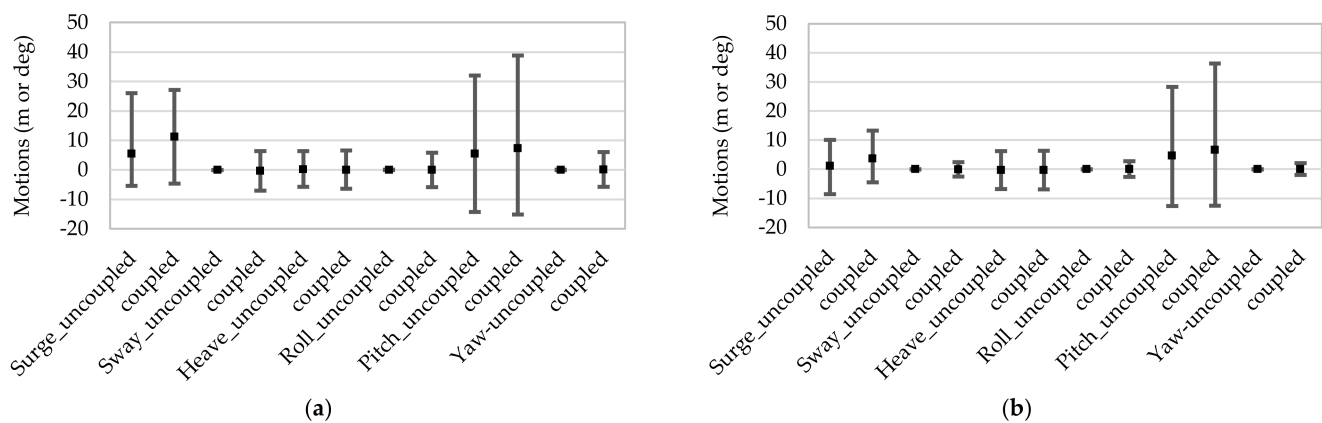 50
40
30
20
10
0
-10
-20
Motions (m or deg)
Surge_uncoupled
coupled
Sway_uncoupled
coupled
Heave_uncoupled
coupled
Roll_uncoupled
coupled
Pitch_uncoupled
coupled
Yaw-uncoupled
coupled
(a)
50
40
30
20
10
0
-10
-20
Motions (m or deg)
Surge_uncoupled
coupled
Sway_uncoupled
coupled
Heave_uncoupled
coupled
Roll_uncoupled
coupled
Pitch_uncoupled
coupled
Yaw-uncoupled
coupled
(b)